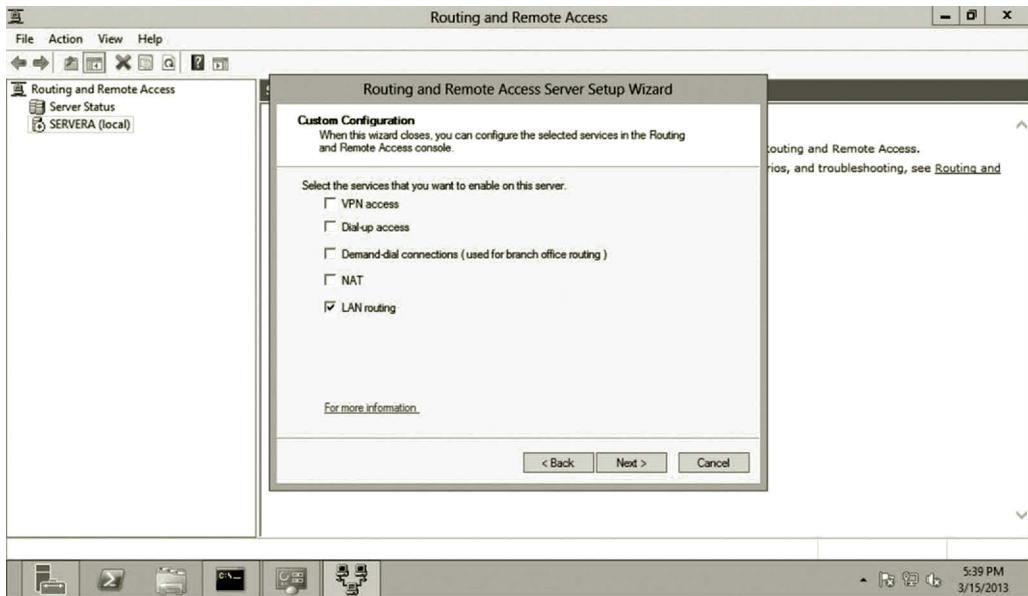 Routing and Remote Access
File Action View Help
Routing and Remote Access
Server Status
SERVERA (local)
Routing and Remote Access Server Setup Wizard
Custom Configuration
When this wizard closes, you can configure the selected services in the Routing
and Remote Access console.
Select the services that you want to enable on this server.
VPN access
Dial-up access
Demand-dial connections ( used for branch office routing )
NAT
LAN routing
For more information
< Back Next > Cancel
outing and Remote Access.
rios, and troubleshooting, see Routing and
C:\
5:39 PM
3/15/2013